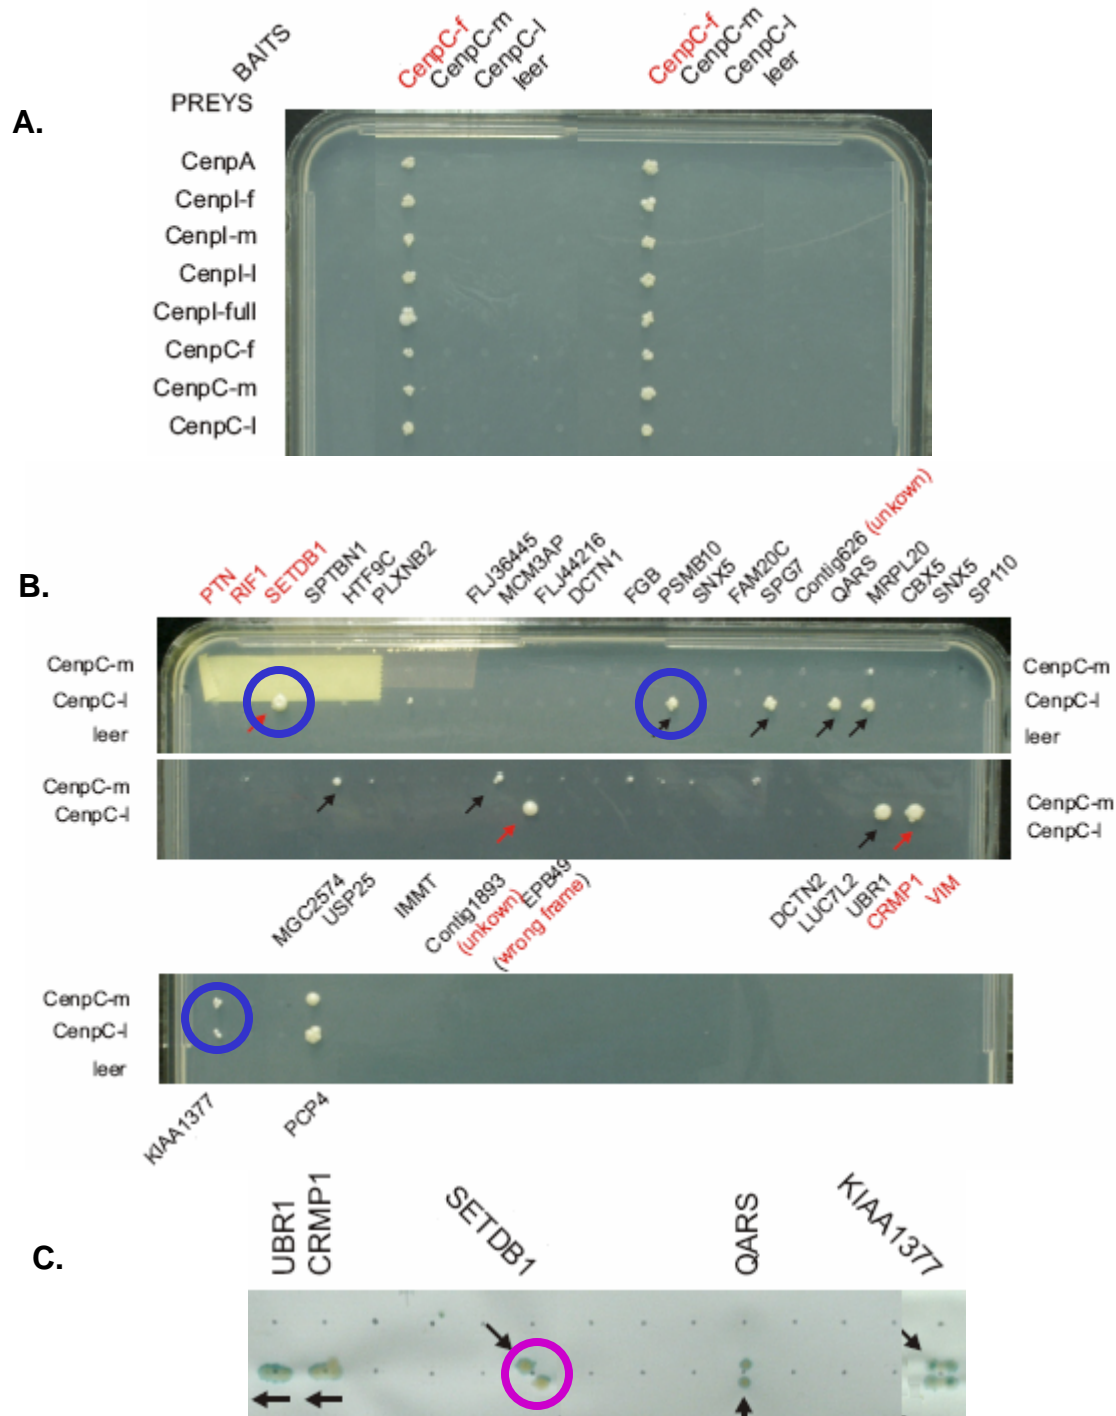 BAITS
CenpC-f
CenpC-m
CenpC-l
leer
CenpC-f
CenpC-m
CenpC-l
leer
PREYS
A.
CenpA
CenpI-f
CenpI-m
CenpI-l
CenpI-full
CenpC-f
CenpC-m
CenpC-l
B.
PTN
RIF1
SETDB1
SPTBN1
HTF9C
PLXNB2
FLJ36445
MCM3AP
FLJ44216
DCTN1
FGB
PSMB10
SNX5
FAM20C
SPG7
Contig626 (unkown)
QARS
MRPL20
CBX5
SNX5
SP110
CenpC-m
CenpC-l
leer
CenpC-m
CenpC-l
leer
CenpC-m
CenpC-l
CenpC-m
CenpC-l
MGC2574
USP25
IMMT
Contig1893
(unkown)
EPB49
(wrong frame)
DCTN2
LUC7L2
UBR1
CRMP1
VIM
CenpC-m
CenpC-l
leer
KIAA1377
PCP4
C.
UBR1
CRMP1
SETDB1
QARS
KIAA1377